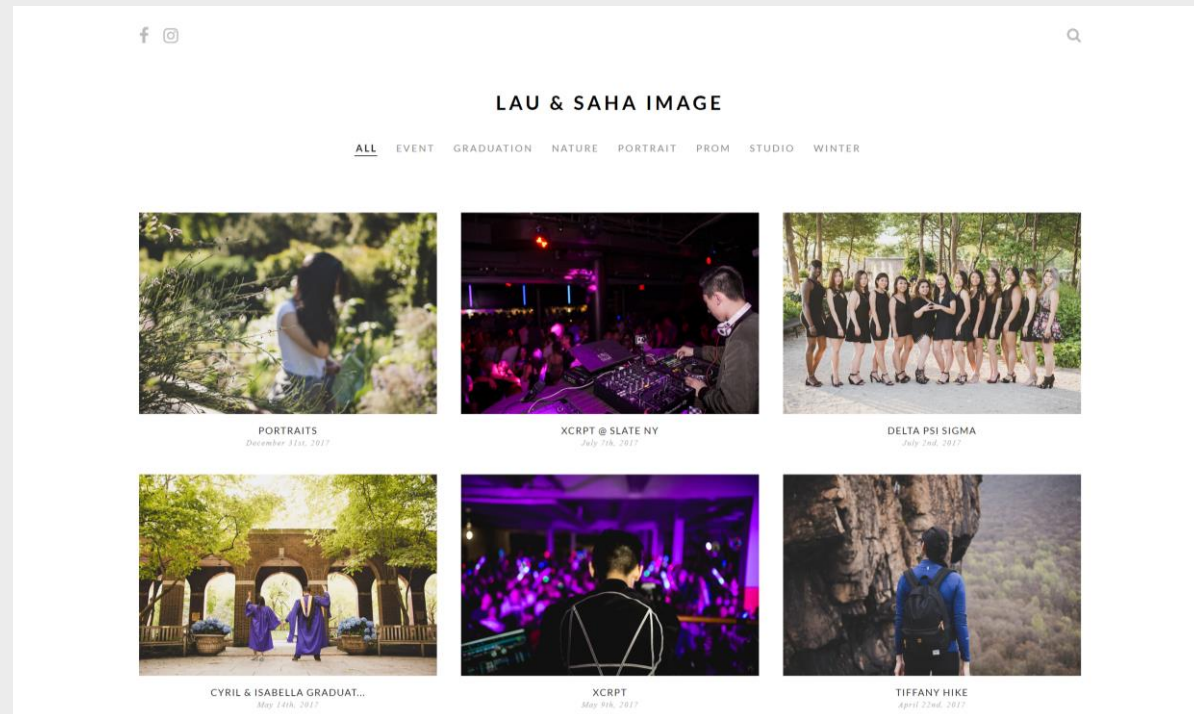 LAU & SAHA IMAGE
ALL EVENT GRADUATION NATURE PORTRAIT PROM STUDIO WINTER
PORTRAITS
December 31st, 2017
XCRPT @ SLATE NY
July 7th, 2017
DELTA PSI SIGMA
July 2nd, 2017
CYRIL & ISABELLA GRADUAT...
May 14th, 2017
XCRPT
May 9th, 2017
TIFFANY HIKE
April 22nd, 2017